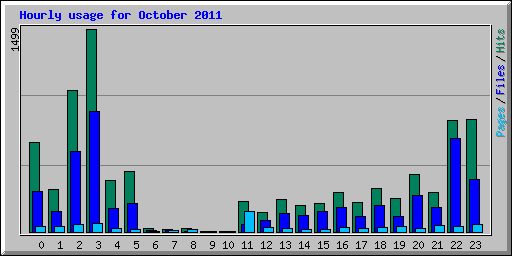 Hourly usage for October 2011
1499
Pages/Files/Hits
0 1 2 3 4 5 6 7 8 9 10 11 12 13 14 15 16 17 18 19 20 21 22 23